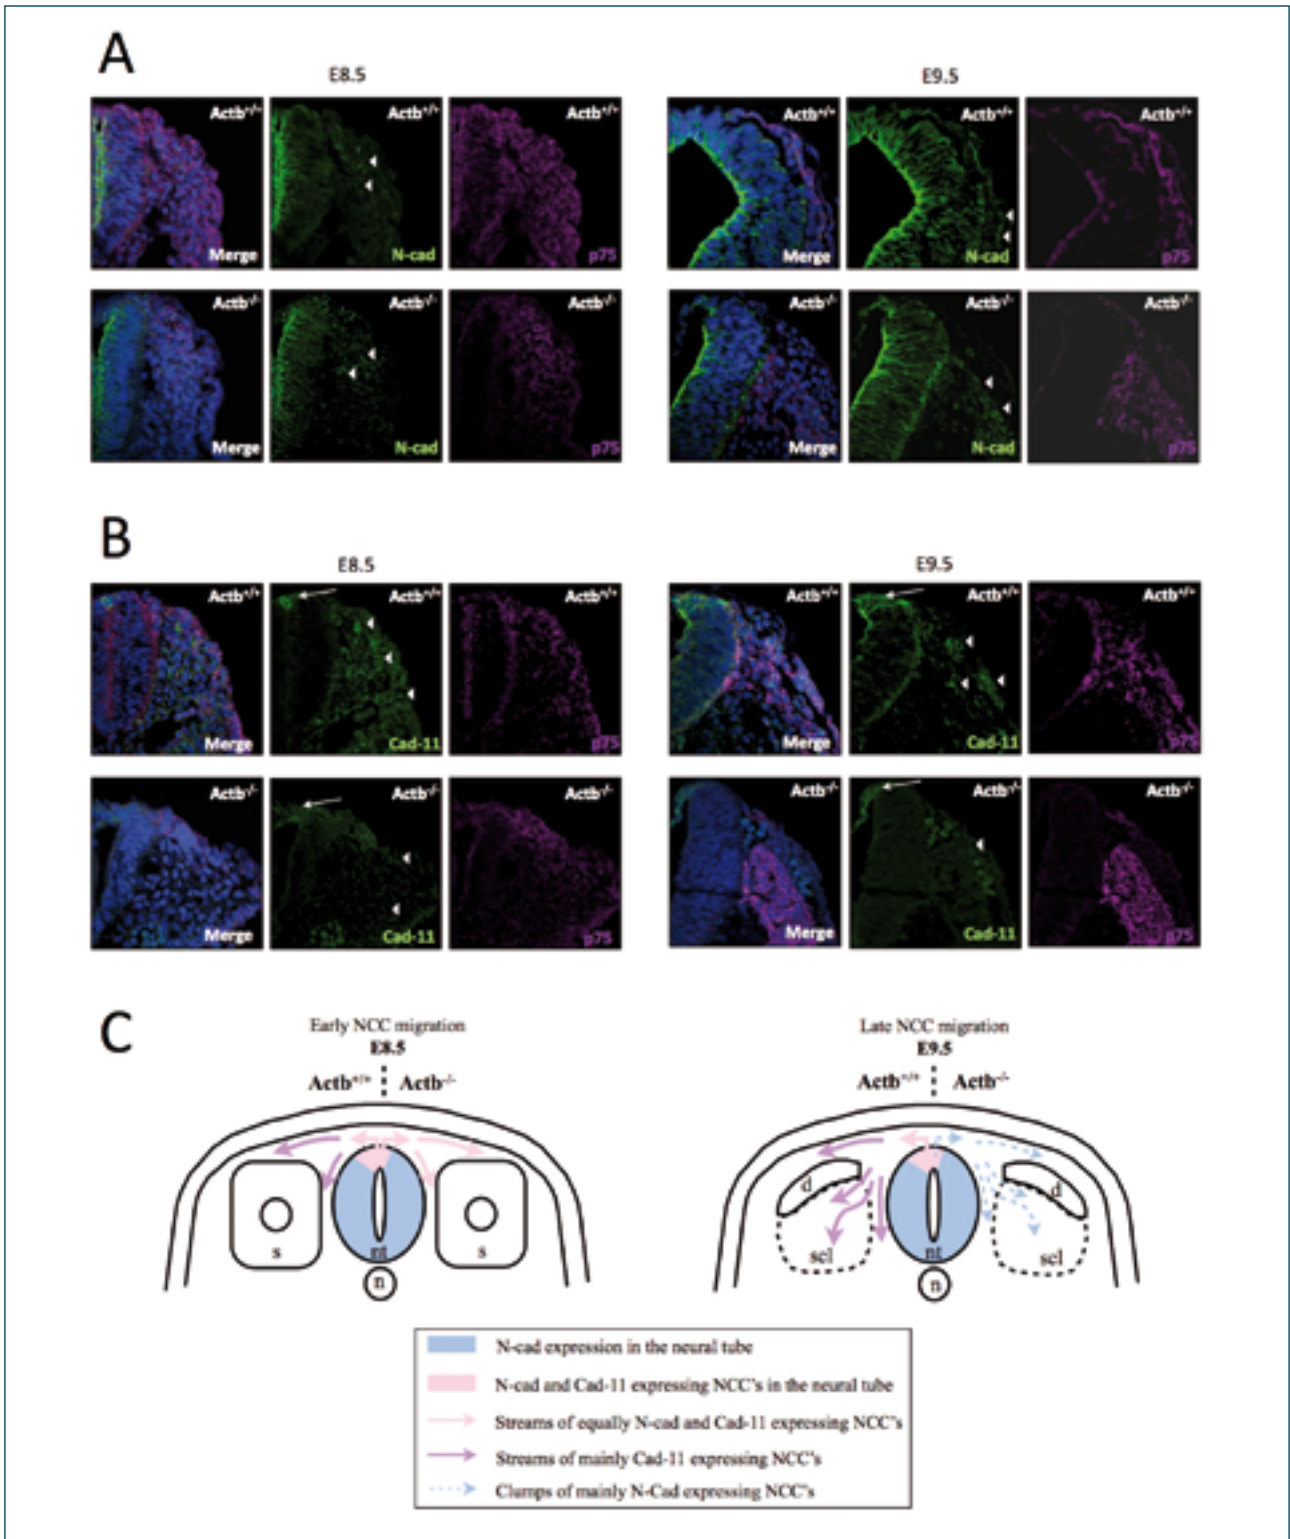 A
E8.5
E9.5
Actb+/+ Actb+/+ Actb+/+ Actb+/+ Actb+/+ Actb+/+
Merge N-cad p75 Merge N-cad p75
Actb-/- Actb-/- Actb-/- Actb-/- Actb-/- Actb-/-
Merge N-cad p75 Merge N-cad p75
B
E8.5
E9.5
Actb+/+ Actb+/+ Actb+/+ Actb+/+ Actb+/+ Actb+/+
Merge Cad-11 p75 Merge Cad-11 p75
Actb-/- Actb-/- Actb-/- Actb-/- Actb-/- Actb-/-
Merge Cad-11 p75 Merge Cad-11 p75
C
Early NCC migration
E8.5
Actb+/+ Actb-/-
s nt s
n
Late NCC migration
E9.5
Actb+/+ Actb-/-
d d
scl nt scl
n
N-cad expression in the neural tube
N-cad and Cad-11 expressing NCC's in the neural tube
Streams of equally N-cad and Cad-11 expressing NCC's
Streams of mainly Cad-11 expressing NCC's
Clumps of mainly N-Cad expressing NCC's